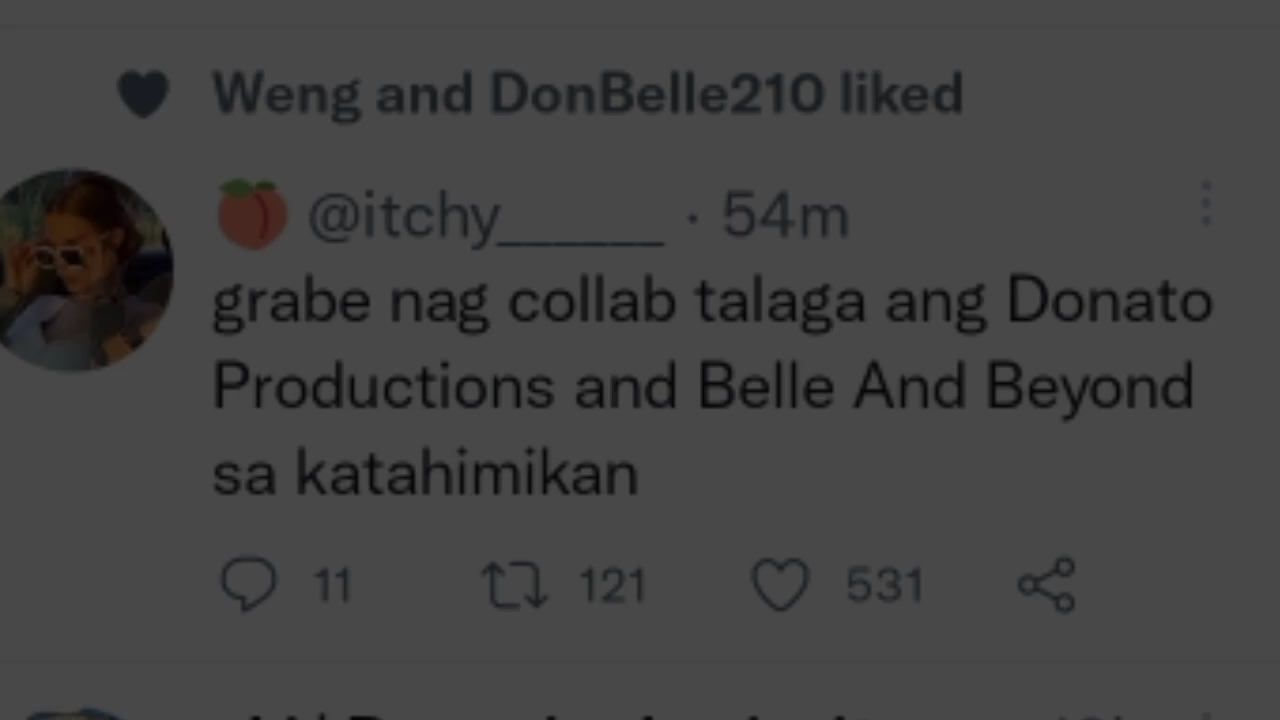 Weng and DonBelle210 liked
🍑 @itchy______ · 54m
grabe nag collab talaga ang Donato
Productions and Belle And Beyond
sa katahimikan
11 121 531